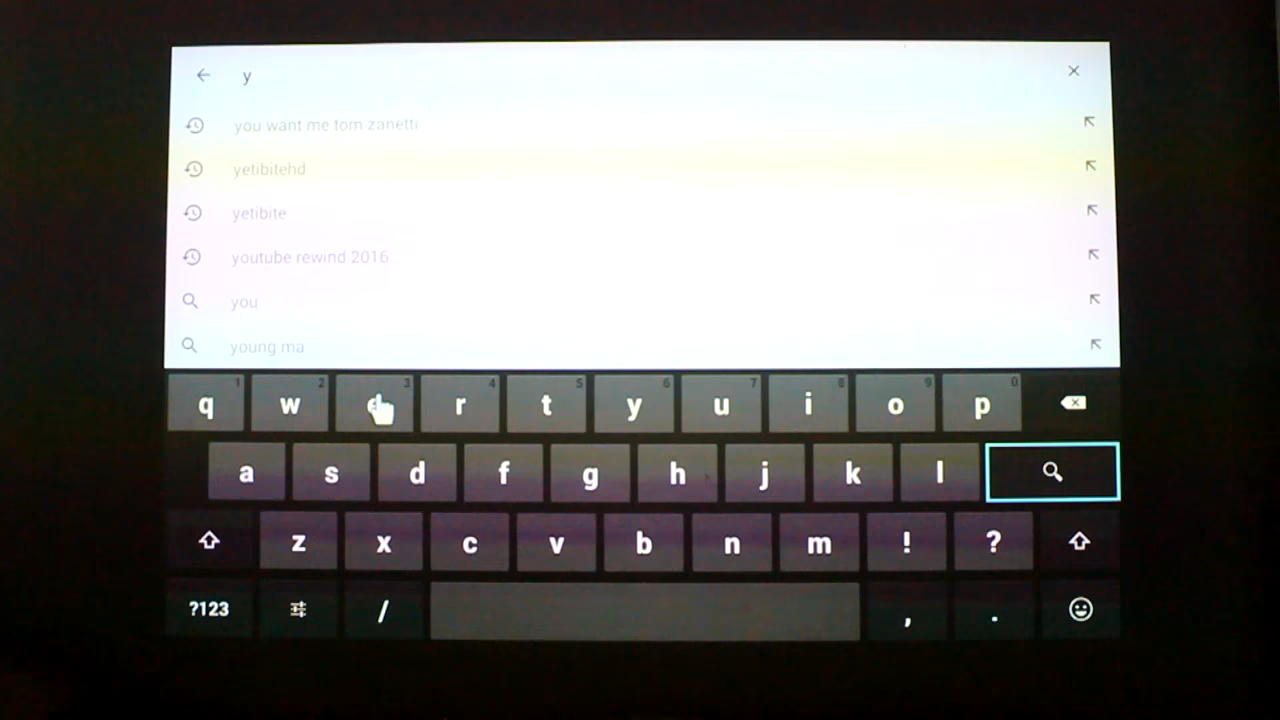 y
you want me tom zanetti
yetibitehd
yetibite
youtube rewind 2016
you
young ma
1 2 3 4 5 6 7 8 9 0
q w e r t y u i o p
a s d f g h j k l
z x c v b n m ! ?
?123 / , .